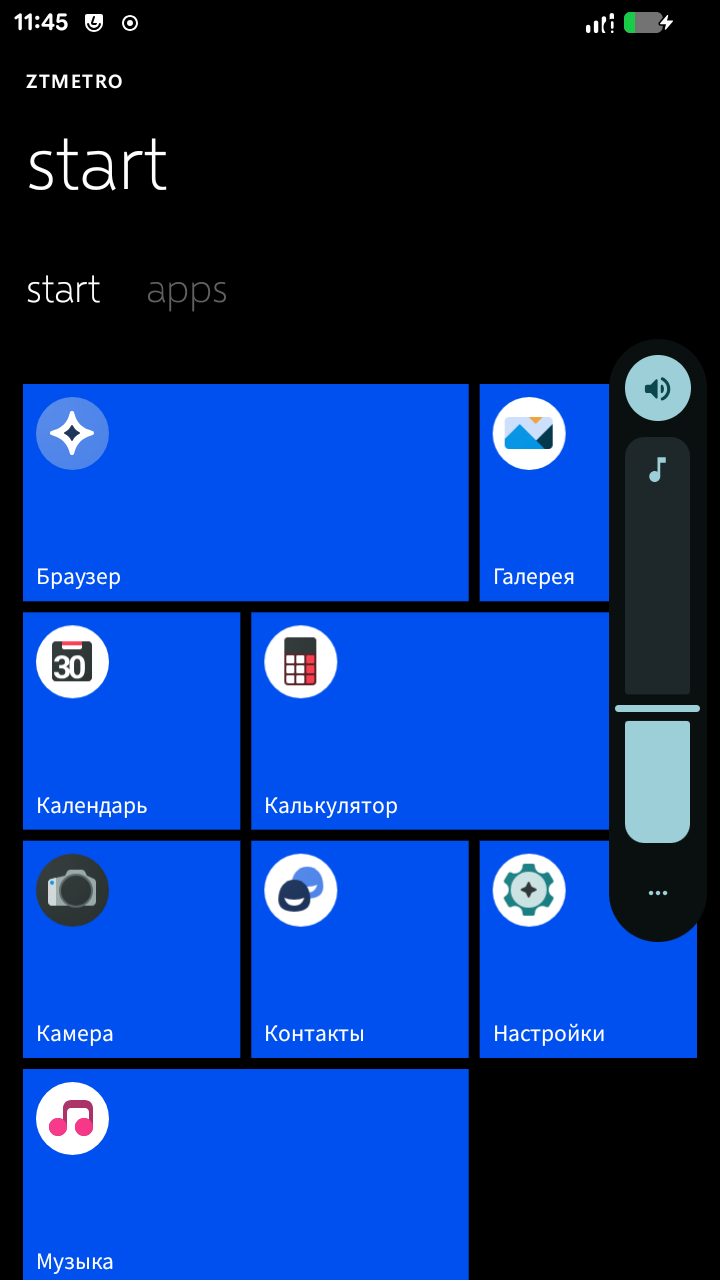 11:45
ZTMETRO
start
start apps
Браузер
Галерея
30
Календарь
Калькулятор
Камера
Контакты
Настройки
Музыка